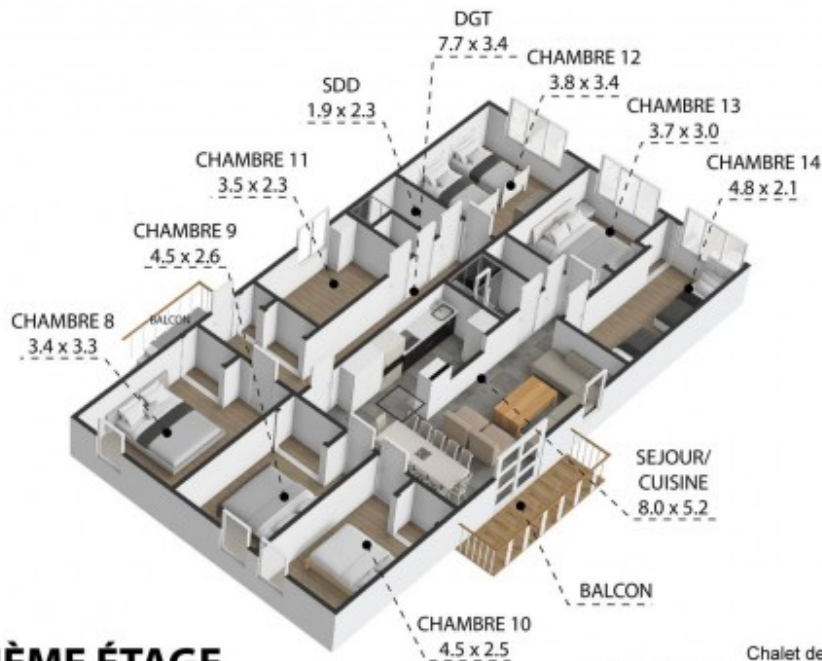 DGT
7.7 x 3.4
CHAMBRE 12
3.8 x 3.4
SDD
1.9 x 2.3
CHAMBRE 13
3.7 x 3.0
CHAMBRE 11
3.5 x 2.3
CHAMBRE 14
4.8 x 2.1
CHAMBRE 9
4.5 x 2.6
BALCON
CHAMBRE 8
3.4 x 3.3
SEJOUR/
CUISINE
8.0 x 5.2
BALCON
CHAMBRE 10
4.5 x 2.5
ÈME ÉTAGE
Chalet de